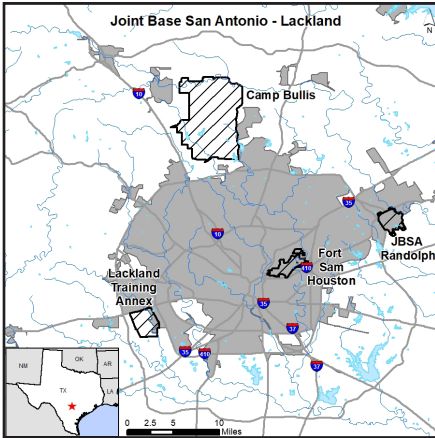 Joint Base San Antonio - Lackland
N
Camp Bullis
10
35
JBSA
Randolph
10
Fort
Sam
Houston
410
Lackland
Training
Annex
35
37
35
410
37
NM
OK
AR
TX
LA
0 2.5 5 10
Miles